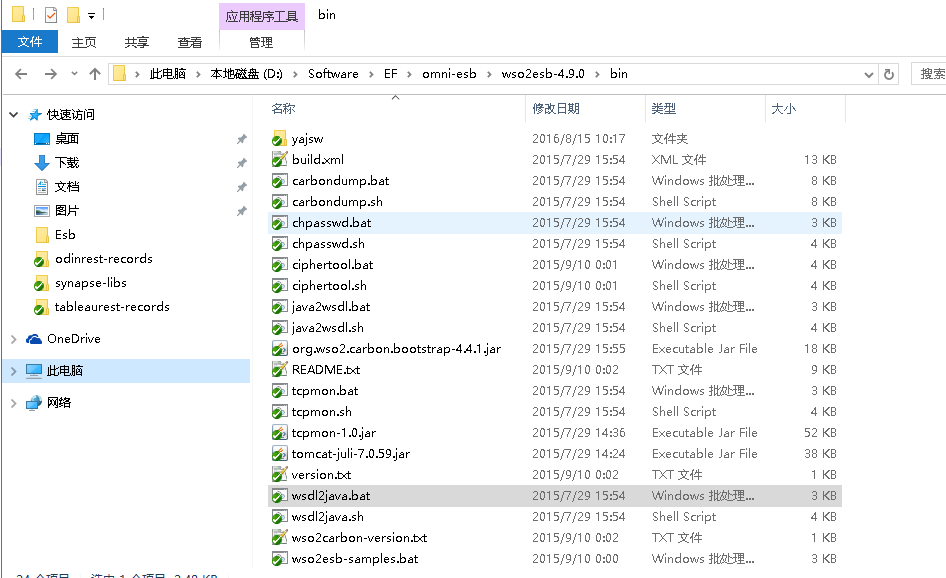 应用程序工具 bin
文件 主页 共享 查看 管理
此电脑 本地磁盘 (D:) Software EF omni-esb wso2esb-4.9.0 bin 搜索
快速访问
桌面
下载
文档
图片
Esb
odinrest-records
synapse-libs
tableaurest-records
OneDrive
此电脑
网络
名称 修改日期 类型 大小
yajsw 2016/8/15 10:17 文件夹
build.xml 2015/7/29 15:54 XML 文件 13 KB
carbondump.bat 2015/7/29 15:54 Windows 批处理... 8 KB
carbondump.sh 2015/7/29 15:54 Shell Script 8 KB
chpasswd.bat 2015/7/29 15:54 Windows 批处理... 3 KB
chpasswd.sh 2015/7/29 15:54 Shell Script 4 KB
ciphertool.bat 2015/9/10 0:01 Windows 批处理... 4 KB
ciphertool.sh 2015/9/10 0:01 Shell Script 4 KB
java2wsdl.bat 2015/7/29 15:54 Windows 批处理... 4 KB
java2wsdl.sh 2015/7/29 15:54 Shell Script 4 KB
org.wso2.carbon.bootstrap-4.4.1.jar 2015/7/29 15:55 Executable Jar File 18 KB
README.txt 2015/9/10 0:02 TXT 文件 9 KB
tcpmon.bat 2015/7/29 15:54 Windows 批处理... 3 KB
tcpmon.sh 2015/7/29 15:54 Shell Script 4 KB
tcpmon-1.0.jar 2015/7/29 14:36 Executable Jar File 52 KB
tomcat-juli-7.0.59.jar 2015/7/29 14:24 Executable Jar File 38 KB
version.txt 2015/9/10 0:02 TXT 文件 1 KB
wsdl2java.bat 2015/7/29 15:54 Windows 批处理... 3 KB
wsdl2java.sh 2015/7/29 15:54 Shell Script 4 KB
wso2carbon-version.txt 2015/9/10 0:02 TXT 文件 1 KB
wso2esb-samples.bat 2015/9/10 0:00 Windows 批处理... 3 KB